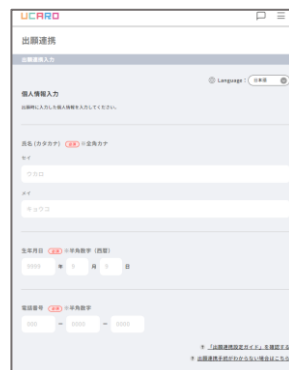 UCARO
出願連携
出願連携入力
Language : 日本語
個人情報入力
出願時に入力した個人情報を入力してください。
氏名 (カタカナ) 必須 ※全角カナ
セイ
ウカロ
メイ
キョウコ
生年月日 必須 ※半角数字 (西暦)
年 月 日
電話番号 必須 ※半角数字
000 − 0000 − 0000
「出願連携設定ガイド」を確認する
出願連携手続がわからない場合はこちら